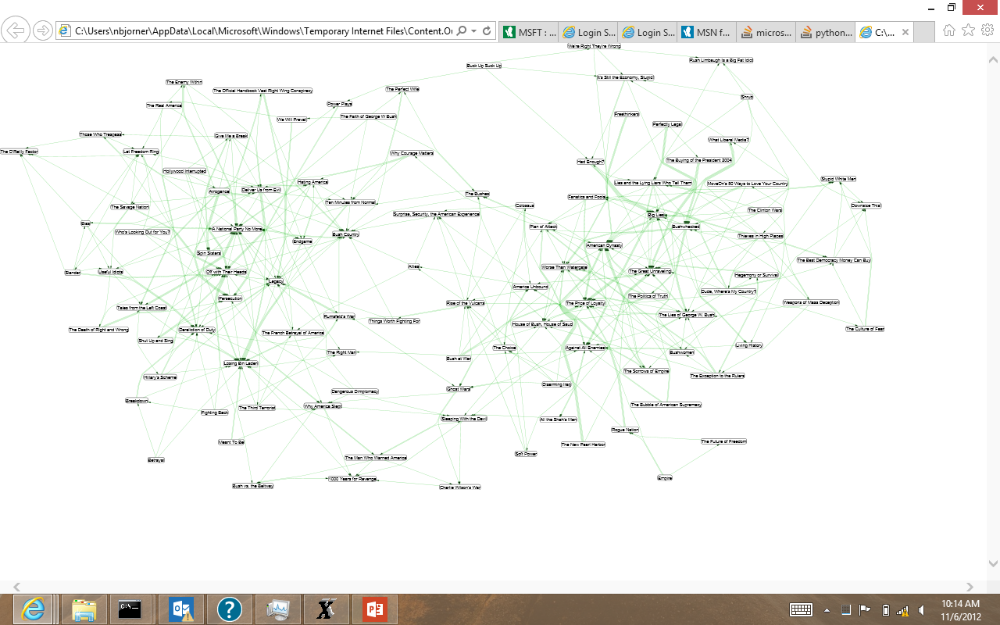 C:\Users\nbjorner\AppData\Local\Microsoft\Windows\Temporary Internet Files\Content.Ou
MSFT : ...
Login S...
Login S...
MSN f...
micros...
python...
C:\...
We're Right They're Wrong
Rush Limbaugh Is a Big Fat Idiot
Buck Up Suck Up
It's Still the Economy, Stupid
The Enemy Within
The Official Handbook Vast Right Wing Conspiracy
The Perfect Wife
Shrub
The Real America
Power Plays
Freethinkers
We Will Prevail
The Faith of George W Bush
Perfectly Legal
Those Who Trespass
Give Me a Break
What Liberal Media?
The O'Reilly Factor
Let Freedom Ring
Why Courage Matters
Had Enough?
The Buying of the President 2004
Hollywood Interrupted
Hating America
Lies and the Lying Liars Who Tell Them
MoveOn's 50 Ways to Love Your Country
Stupid White Men
Arrogance
Deliver Us from Evil
The Bushes
Fanatics and Fools
Ten Minutes from Normal
The Savage Nation
Colossus
Downsize This!
Surprise, Security, the American Experience
Big Lies
The Clinton Wars
Bias
A National Party No More
Plan of Attack
Bushwhacked
Who's Looking Out for You?
Bush Country
Thieves in High Places
Endgame
American Dynasty
Spin Sisters
The Best Democracy Money Can Buy
Slander
Useful Idiots
Off with Their Heads
Allies
Worse Than Watergate
The Great Unraveling
Hegemony or Survival
Legacy
America Unbound
Dude, Where's My Country?
Persecution
The Politics of Truth
Tales from the Left Coast
Rise of the Vulcans
The Price of Loyalty
Weapons of Mass Deception
Rumsfeld's War
Things Worth Fighting For
The Lies of George W. Bush
The Death of Right and Wrong
Dereliction of Duty
The French Betrayal of America
House of Bush, House of Saud
The Culture of Fear
Shut Up and Sing
The Choice
Against All Enemies
Living History
The Right Man
Bushwomen
Losing Bin Laden
Bush at War
The Sorrows of Empire
Hillary's Scheme
The Exception to the Rulers
Dangerous Dimplomacy
Ghost Wars
Disarming Iraq
Breakdown
Fighting Back
The Third Terrorist
Why America Slept
The Bubble of American Supremacy
Sleeping With the Devil
All the Shah's Men
Rogue Nation
Meant To Be
The New Pearl Harbor
The Future of Freedom
Betrayal
The Man Who Warned America
Soft Power
1000 Years for Revenge
Empire
Bush vs. the Beltway
Charlie Wilson's War
10:14 AM
11/6/2012